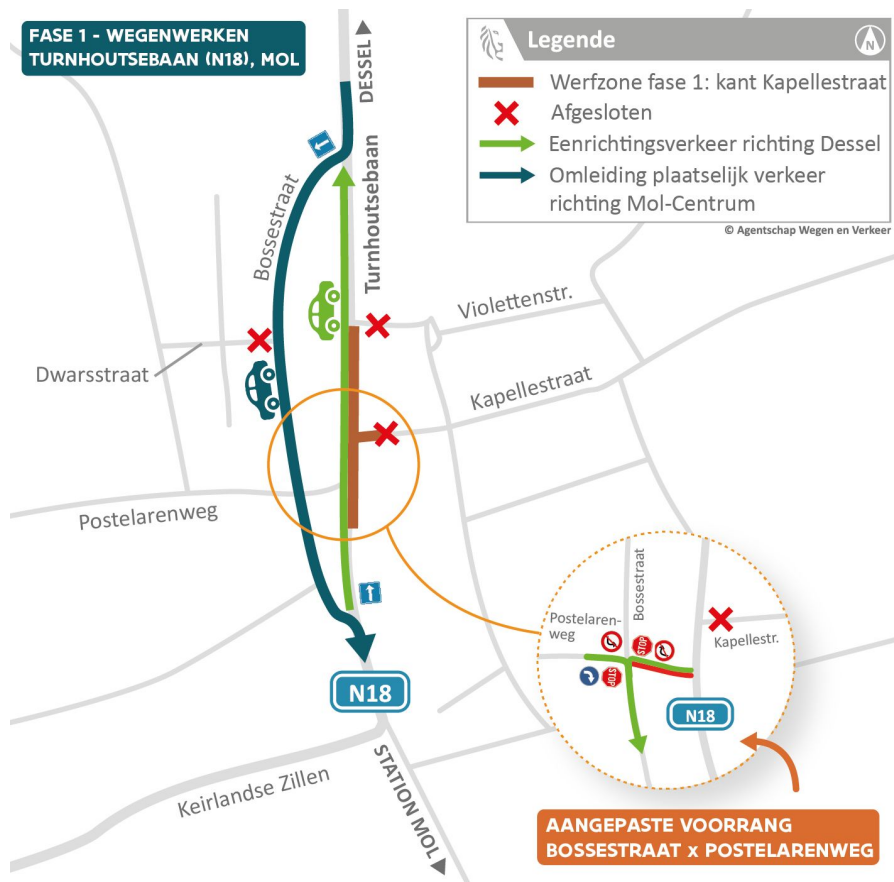 FASE 1 - WEGENWERKEN
TURNHOUTSEBAAN (N18), MOL
DESSEL
Legende
N
Werfzone fase 1: kant Kapellestraat
Afgesloten
Eenrichtingsverkeer richting Dessel
Omleiding plaatselijk verkeer
richting Mol-Centrum
© Agentschap Wegen en Verkeer
Bossestraat
Turnhoutsebaan
Violettenstr.
Dwarsstraat
Kapellestraat
Postelarenweg
N18
Keirlandse Zillen
STATION MOL
Bossestraat
Postelaren-
weg
STOP
STOP
Kapellestr.
N18
AANGEPASTE VOORRANG
BOSSESTRAAT x POSTELARENWEG